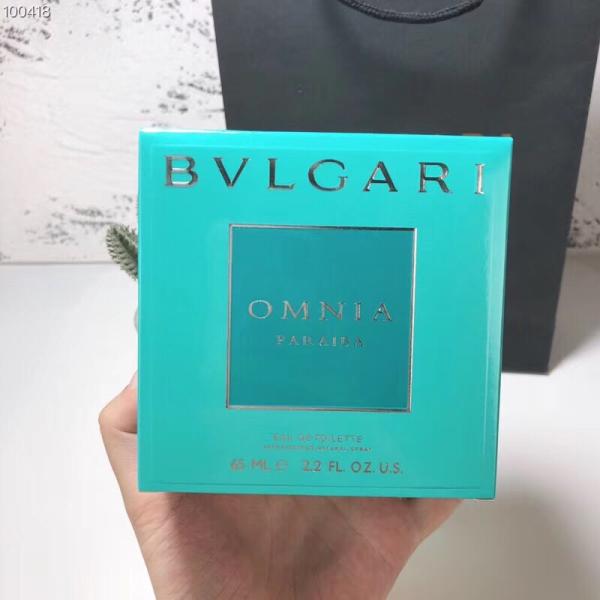 100418
BVLGARI
OMNIA
PARAIBA
EAU DE TOILETTE
65 ML ℮ 2.2 FL. OZ. U.S.